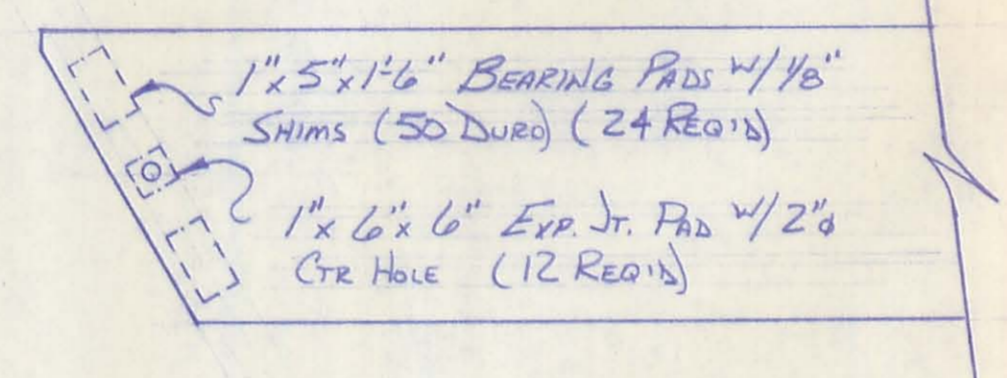 1"x 5"x 1'-6" BEARING PADS W/ 1/8"
SHIMS (50 DURO) (24 REQ'D)
1"x 6"x 6" EXP. JT. PAD W/ 2"ø
CTR HOLE (12 REQ'D)